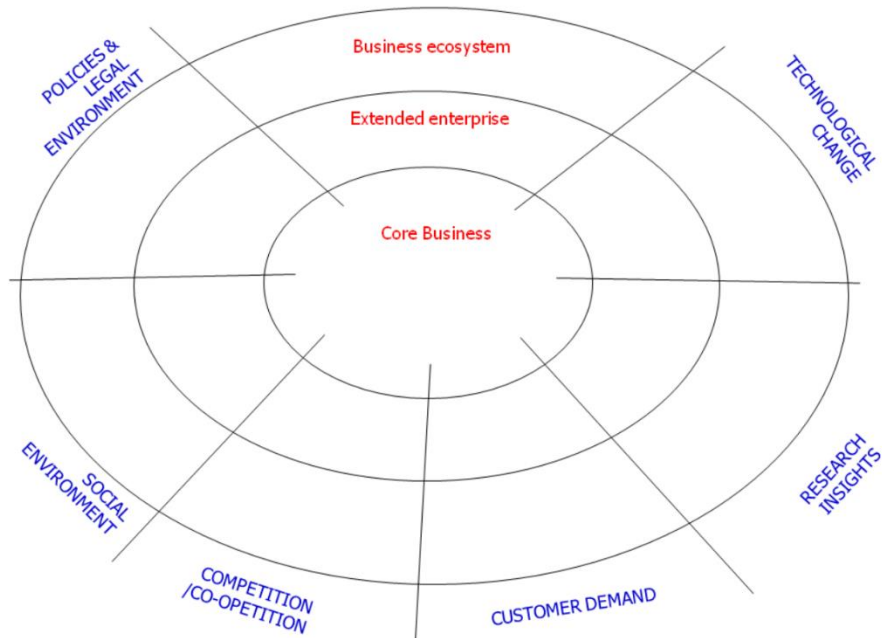 Business ecosystem
Extended enterprise
Core Business
POLICIES &
LEGAL
ENVIRONMENT
TECHNOLOGICAL
CHANGE
SOCIAL
ENVIRONMENT
RESEARCH
INSIGHTS
COMPETITION
/CO-OPETITION
CUSTOMER DEMAND